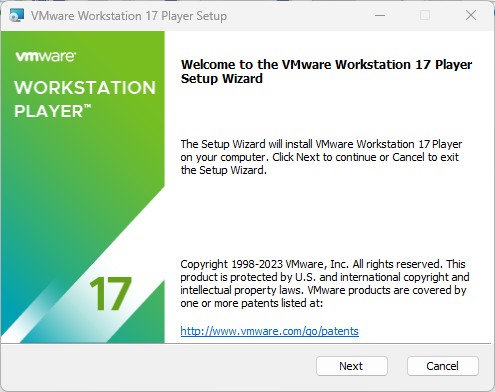 VMware Workstation 17 Player Setup
vmware®
WORKSTATION
PLAYER™
17
Welcome to the VMware Workstation 17 Player
Setup Wizard
The Setup Wizard will install VMware Workstation 17 Player
on your computer. Click Next to continue or Cancel to exit
the Setup Wizard.
Copyright 1998-2023 VMware, Inc. All rights reserved. This
product is protected by U.S. and international copyright and
intellectual property laws. VMware products are covered by
one or more patents listed at:
http://www.vmware.com/go/patents
Next
Cancel